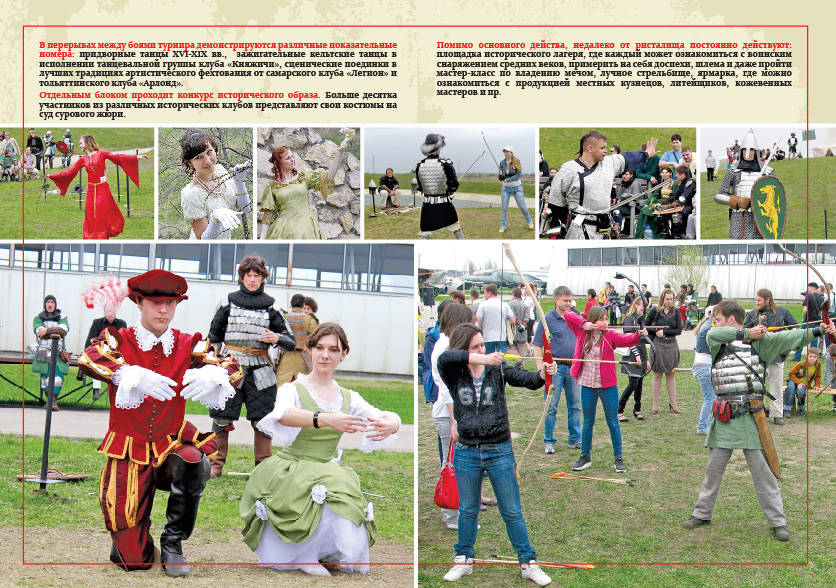 В перерывах между боями турнира демонстрируются различные показательные
номера: придворные танцы XVI-XIX вв., зажигательные кельтские танцы в
исполнении танцевальной группы клуба «Княжичи», сценические поединки в
лучших традициях артистического фехтования от самарского клуба «Легион» и
тольяттинского клуба «Арлонд».
Отдельным блоком проходит конкурс исторического образа. Больше десятка
участников из различных исторических клубов представляют свои костюмы на
суд сурового жюри.
Помимо основного действа, недалеко от ристалища постоянно действуют:
площадка исторического лагеря, где каждый может ознакомиться с воинским
снаряжением средних веков, примерить на себя доспехи, шлема и даже пройти
мастер-класс по владению мечом, лучное стрельбище, ярмарка, где можно
ознакомиться с продукцией местных кузнецов, литейщиков, кожевенных
мастеров и пр.